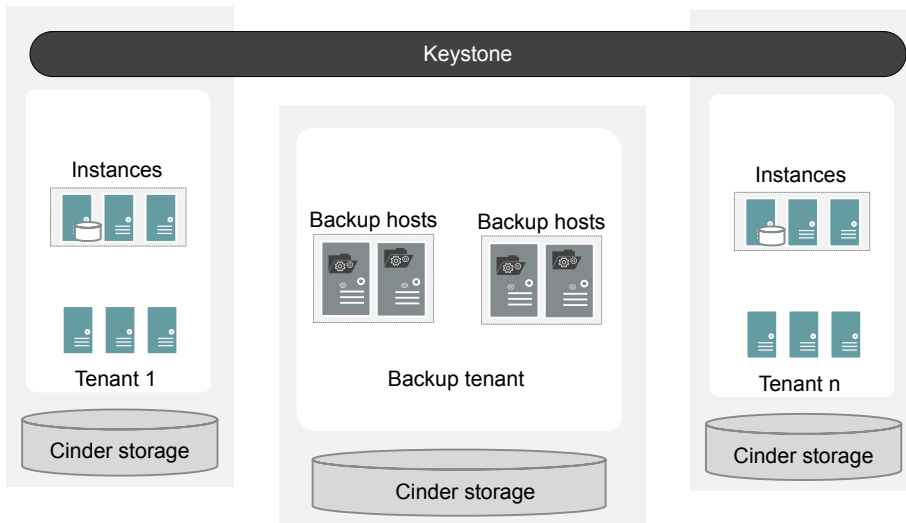 Keystone
Instances
Tenant 1
Cinder storage
Backup hosts
Backup hosts
Backup tenant
Cinder storage
Instances
Tenant n
Cinder storage